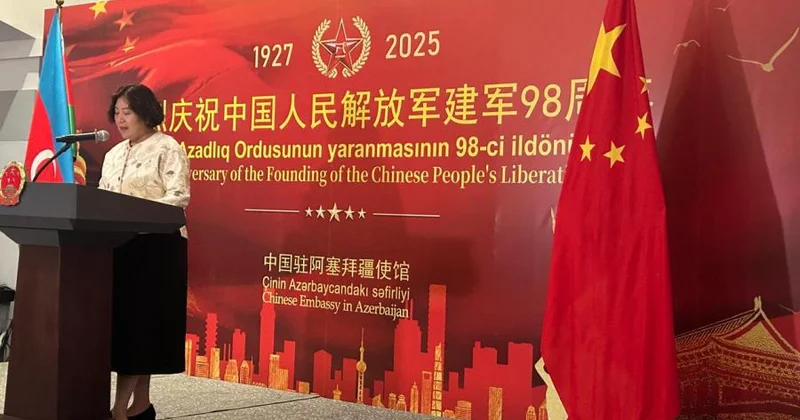 1927 2025
庆祝中国人民解放军建军98周
Azadlıq Ordusunun yaranmasının 98-ci ildöni
versary of the Founding of the Chinese People's Liberat
中国驻阿塞拜疆使馆
Çinin Azərbaycandakı səfirliyi
Chinese Embassy in Azerbaijan